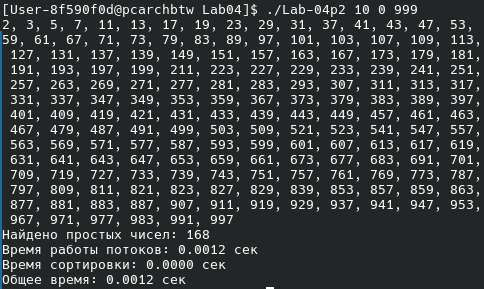 [User-8f590f0d@pcarchbtw Lab04]$ ./Lab-04p2 10 0 999
2, 3, 5, 7, 11, 13, 17, 19, 23, 29, 31, 37, 41, 43, 47, 53,
59, 61, 67, 71, 73, 79, 83, 89, 97, 101, 103, 107, 109, 113,
127, 131, 137, 139, 149, 151, 157, 163, 167, 173, 179, 181,
191, 193, 197, 199, 211, 223, 227, 229, 233, 239, 241, 251,
257, 263, 269, 271, 277, 281, 283, 293, 307, 311, 313, 317,
331, 337, 347, 349, 353, 359, 367, 373, 379, 383, 389, 397,
401, 409, 419, 421, 431, 433, 439, 443, 449, 457, 461, 463,
467, 479, 487, 491, 499, 503, 509, 521, 523, 541, 547, 557,
563, 569, 571, 577, 587, 593, 599, 601, 607, 613, 617, 619,
631, 641, 643, 647, 653, 659, 661, 673, 677, 683, 691, 701,
709, 719, 727, 733, 739, 743, 751, 757, 761, 769, 773, 787,
797, 809, 811, 821, 823, 827, 829, 839, 853, 857, 859, 863,
877, 881, 883, 887, 907, 911, 919, 929, 937, 941, 947, 953,
967, 971, 977, 983, 991, 997
Найдено простых чисел: 168
Время работы потоков: 0.0012 сек
Время сортировки: 0.0000 сек
Общее время: 0.0012 сек